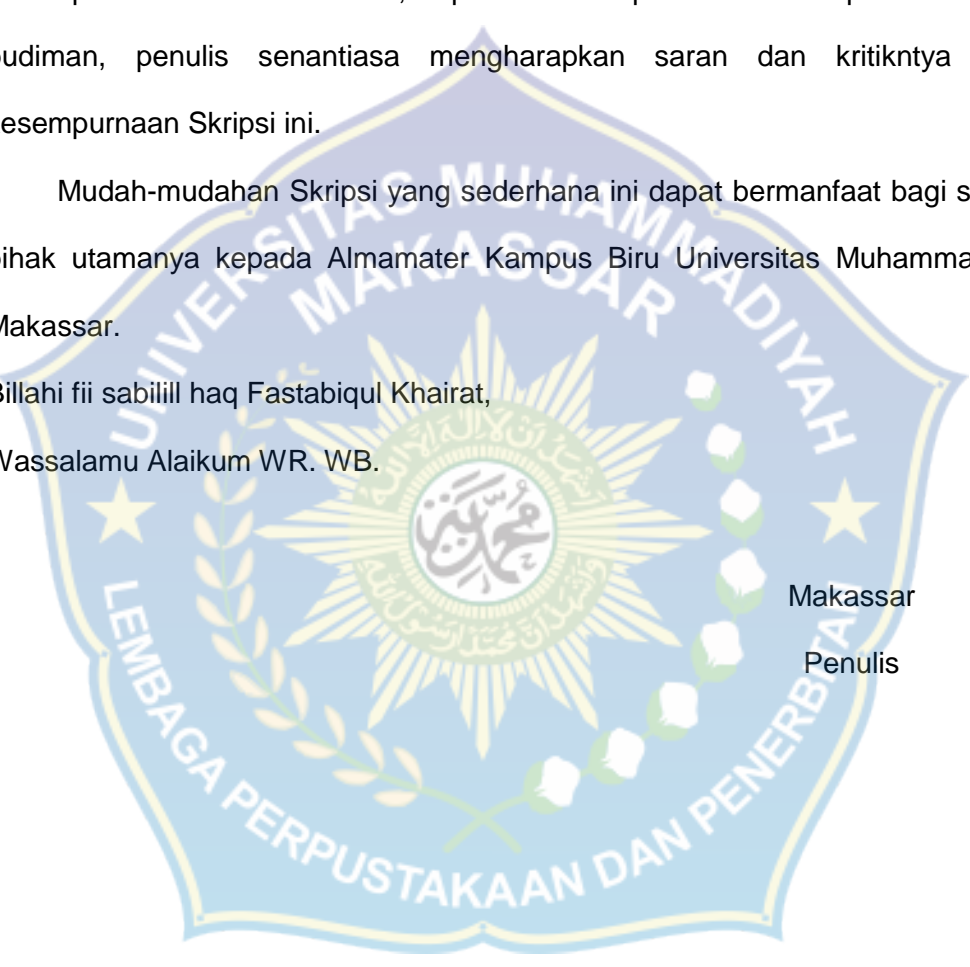 budiman, penulis senantiasa mengharapkan saran dan kritikntya
esempurnaan Skripsi ini.
Mudah-mudahan Skripsi yang sederhana ini dapat bermanfaat bagi s
pihak utamanya kepada Almamater Kampus Biru Universitas Muhamma
Makassar.
Billahi fii sabilill haq Fastabiqul Khairat,
Wassalamu Alaikum WR. WB.
Makassar
Penulis
UNIVERSITAS MUHAMMADIYAH
MAKASSAR
LEMBAGA PERPUSTAKAAN DAN PENERBITAN